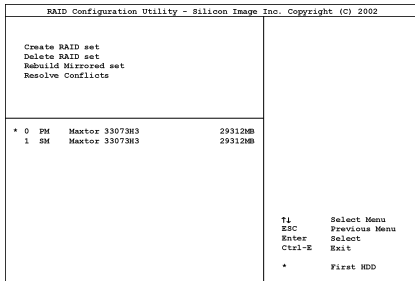 RAID Configuration Utility - Silicon Image Inc. Copyright (C) 2002
Create RAID set
Delete RAID set
Rebuild Mirrored set
Resolve Conflicts
* 0 PM Maxtor 33073H3 29312MB
1 SM Maxtor 33073H3 29312MB
↑↓ Select Menu
ESC Previous Menu
Enter Select
Ctrl-E Exit
* First HDD